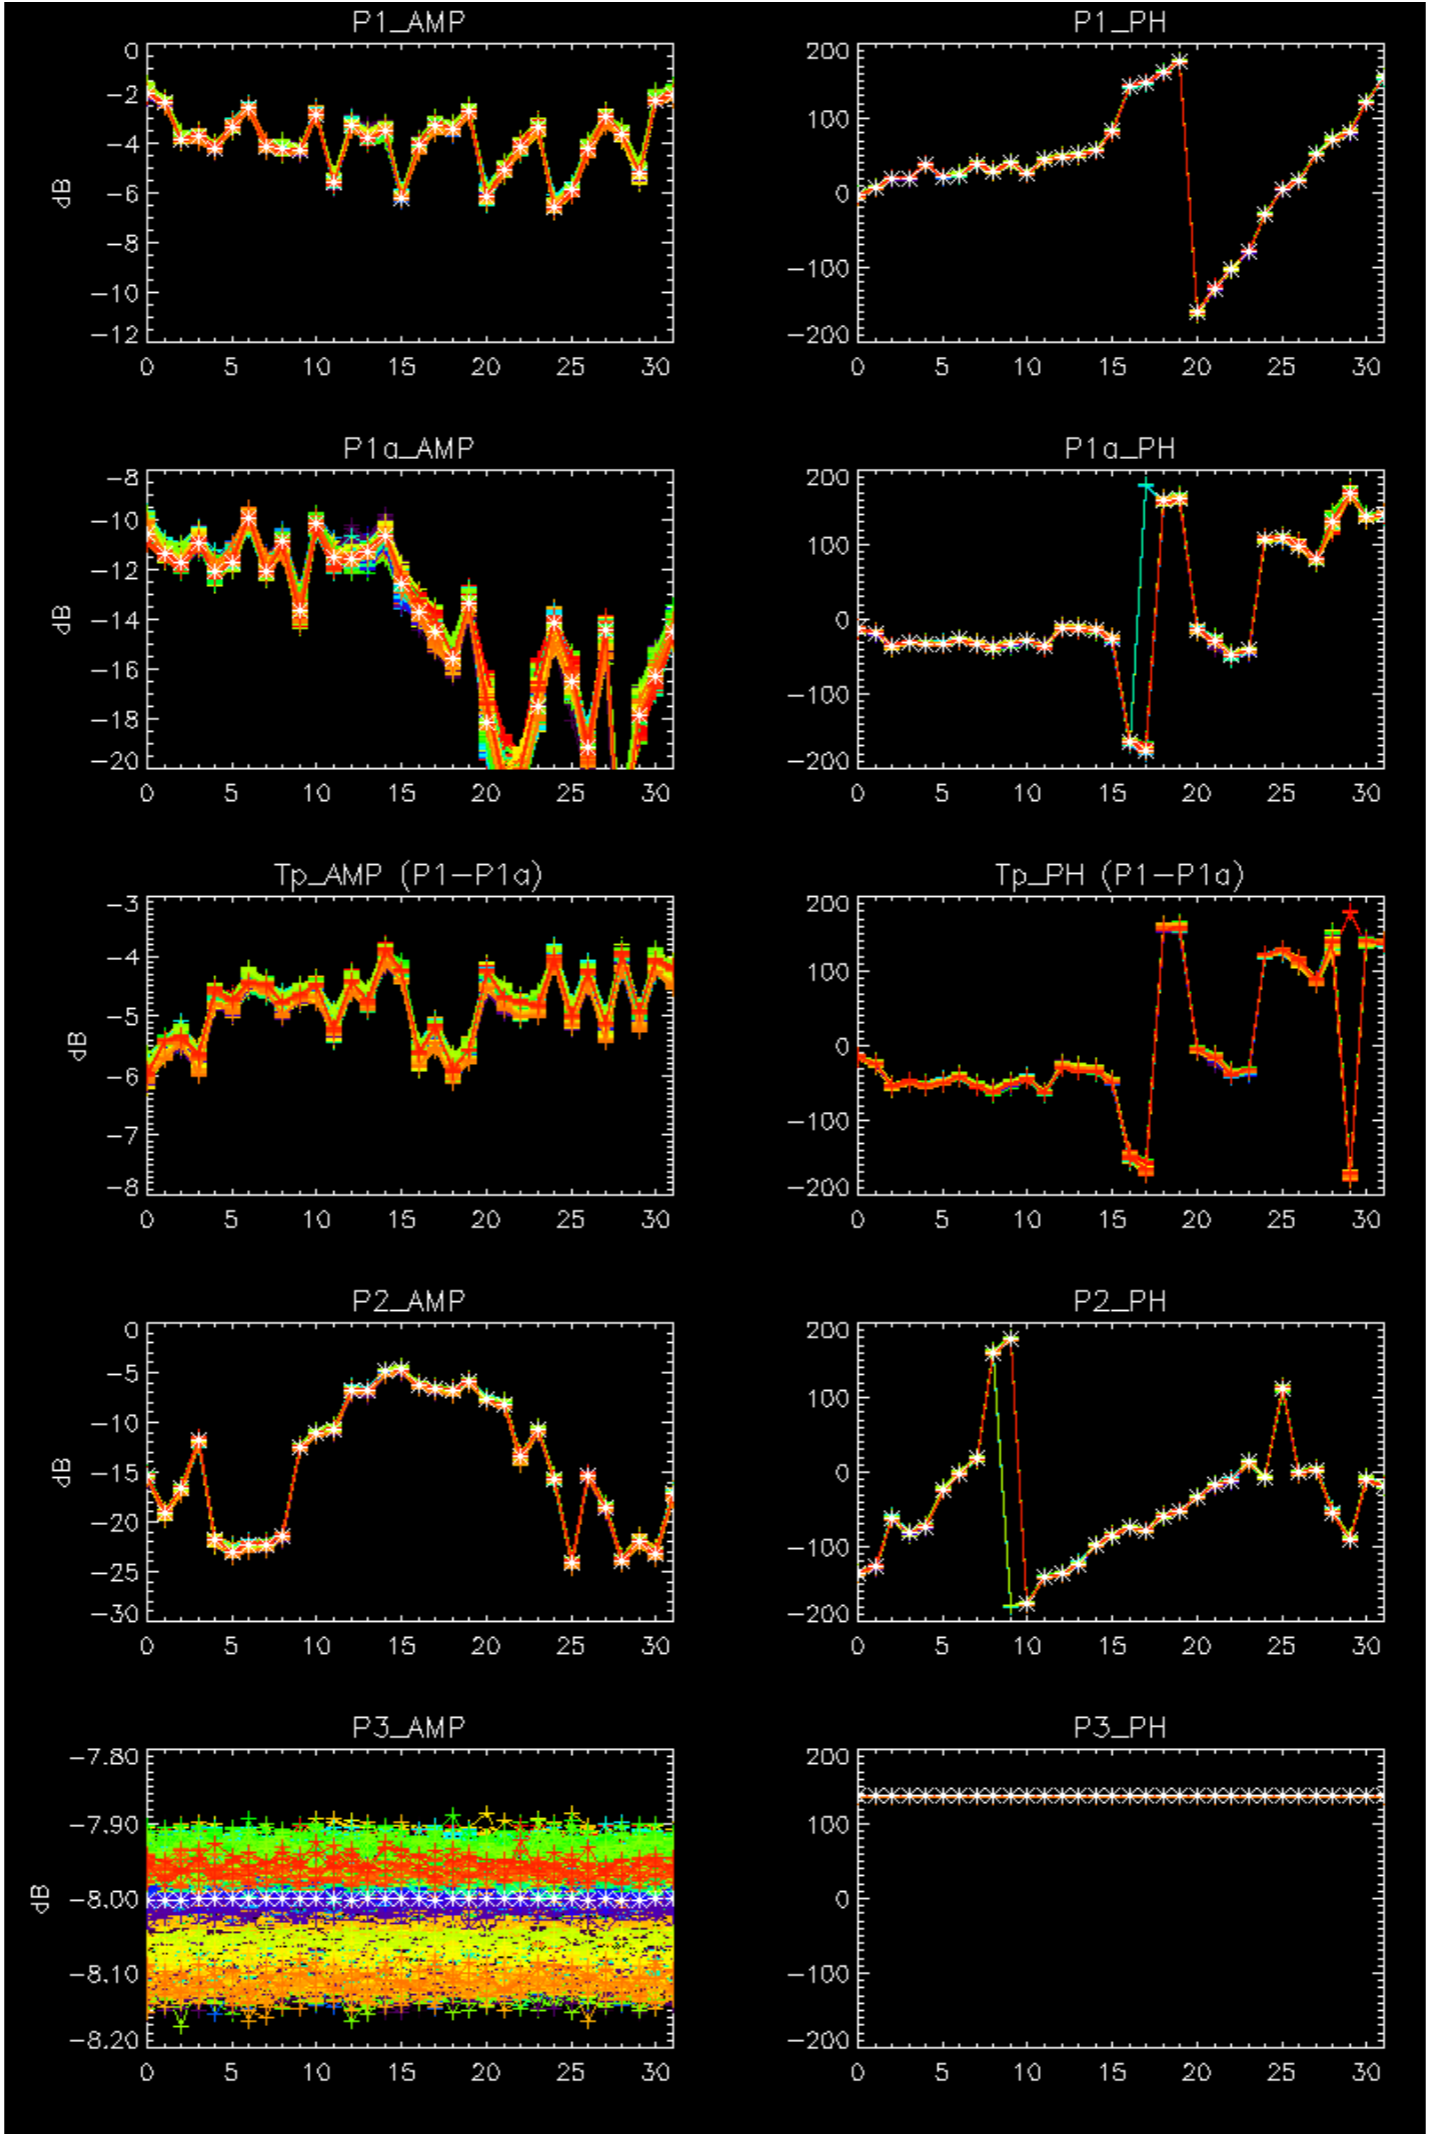 P1_AMP P1_PH
0 200
-2 100
-4
dB -6 0
-8 -100
-10
-12 -200
0 5 10 15 20 25 30 0 5 10 15 20 25 30
P1a_AMP P1a_PH
-8 200
-10 100
-12
dB -14 0
-16 -100
-18
-20 -200
0 5 10 15 20 25 30 0 5 10 15 20 25 30
Tp_AMP (P1-P1a) Tp_PH (P1-P1a)
-3 200
-4 100
dB -5 0
-6
-7 -100
-8 -200
0 5 10 15 20 25 30 0 5 10 15 20 25 30
P2_AMP P2_PH
0 200
-5 100
-10
dB -15 0
-20 -100
-25
-30 -200
0 5 10 15 20 25 30 0 5 10 15 20 25 30
P3_AMP P3_PH
-7.80 200
-7.90 100
dB -8.00 0
-8.10 -100
-8.20 -200
0 5 10 15 20 25 30 0 5 10 15 20 25 30